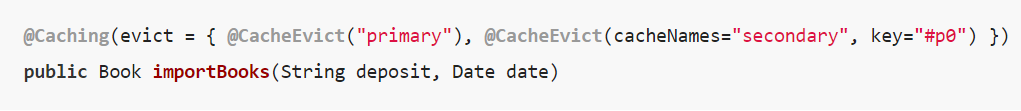 @Caching(evict = { @CacheEvict("primary"), @CacheEvict(cacheNames="secondary", key="#p0") })
public Book importBooks(String deposit, Date date)